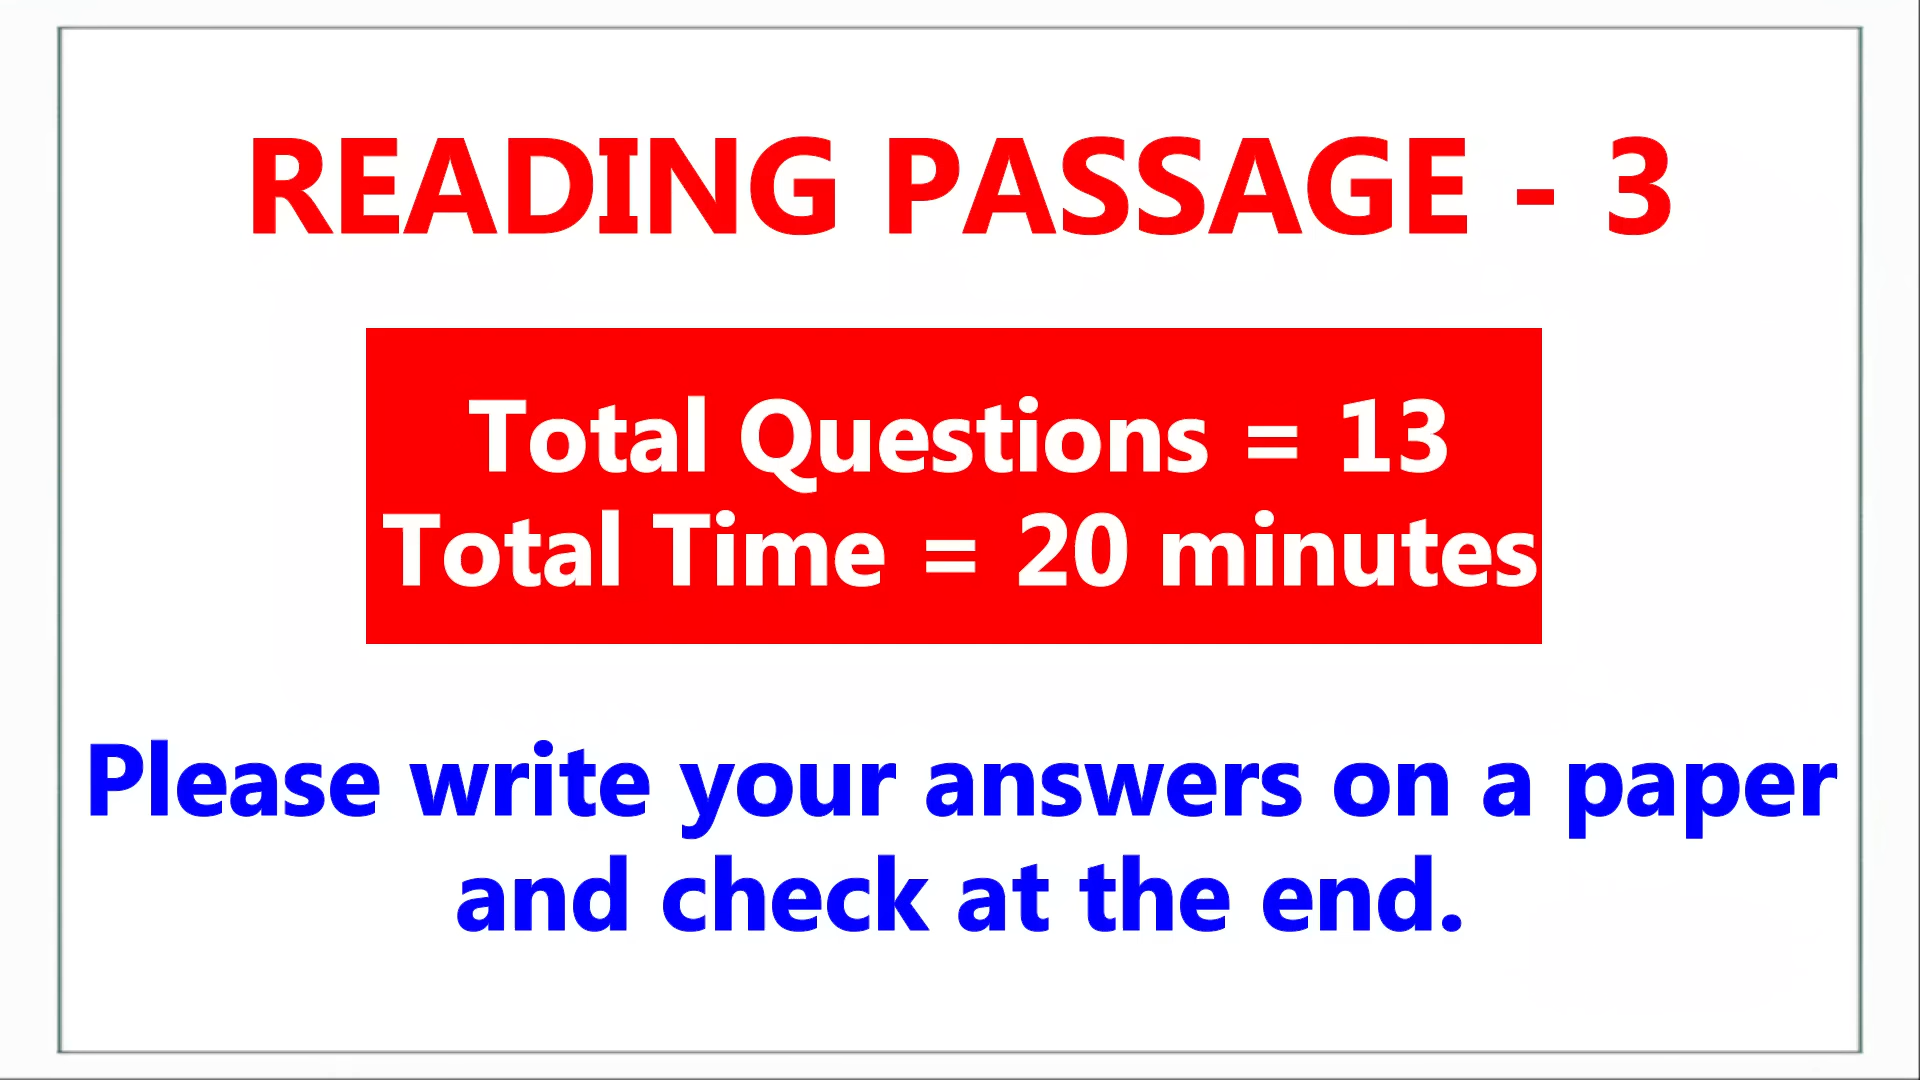 READING PASSAGE - 3
Total Questions = 13
Total Time = 20 minutes
Please write your answers on a paper
and check at the end.